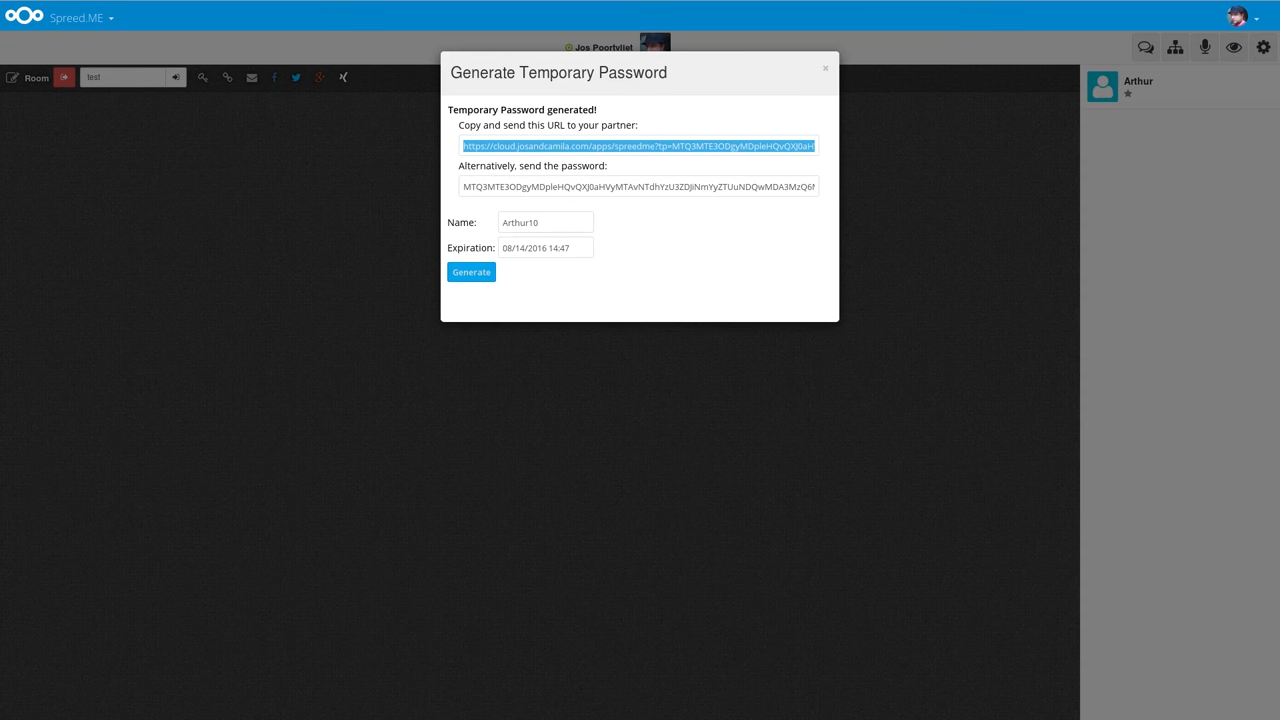 Spreed.ME
Jos Poortvliet
Room
test
Arthur
Generate Temporary Password
×
Temporary Password generated!
Copy and send this URL to your partner:
https://cloud.josandcamila.com/apps/spreedme?tp=MTQ3MTE3ODgyMDpleHQvQXJ0aH
Alternatively, send the password:
MTQ3MTE3ODgyMDpleHQvQXJ0aHVyMTAvNTdhYzU3ZDJiNmYyZTUuNDQwMDA3MzQ6
Name:
Arthur10
Expiration:
08/14/2016 14:47
Generate